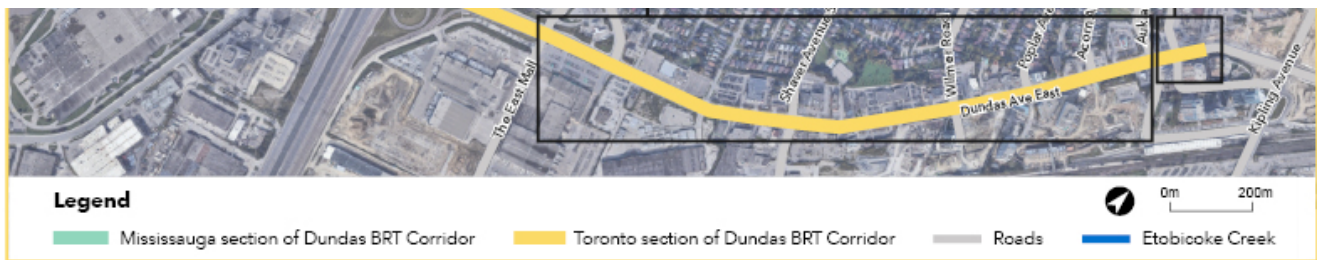 The East Mall
Shaver Avenue S
Wilmer Road
Poplar Ave
Acorn A
Auka
Dundas Ave East
Kipling Avenue
Legend
0m 200m
Mississauga section of Dundas BRT Corridor Toronto section of Dundas BRT Corridor Roads Etobicoke Creek